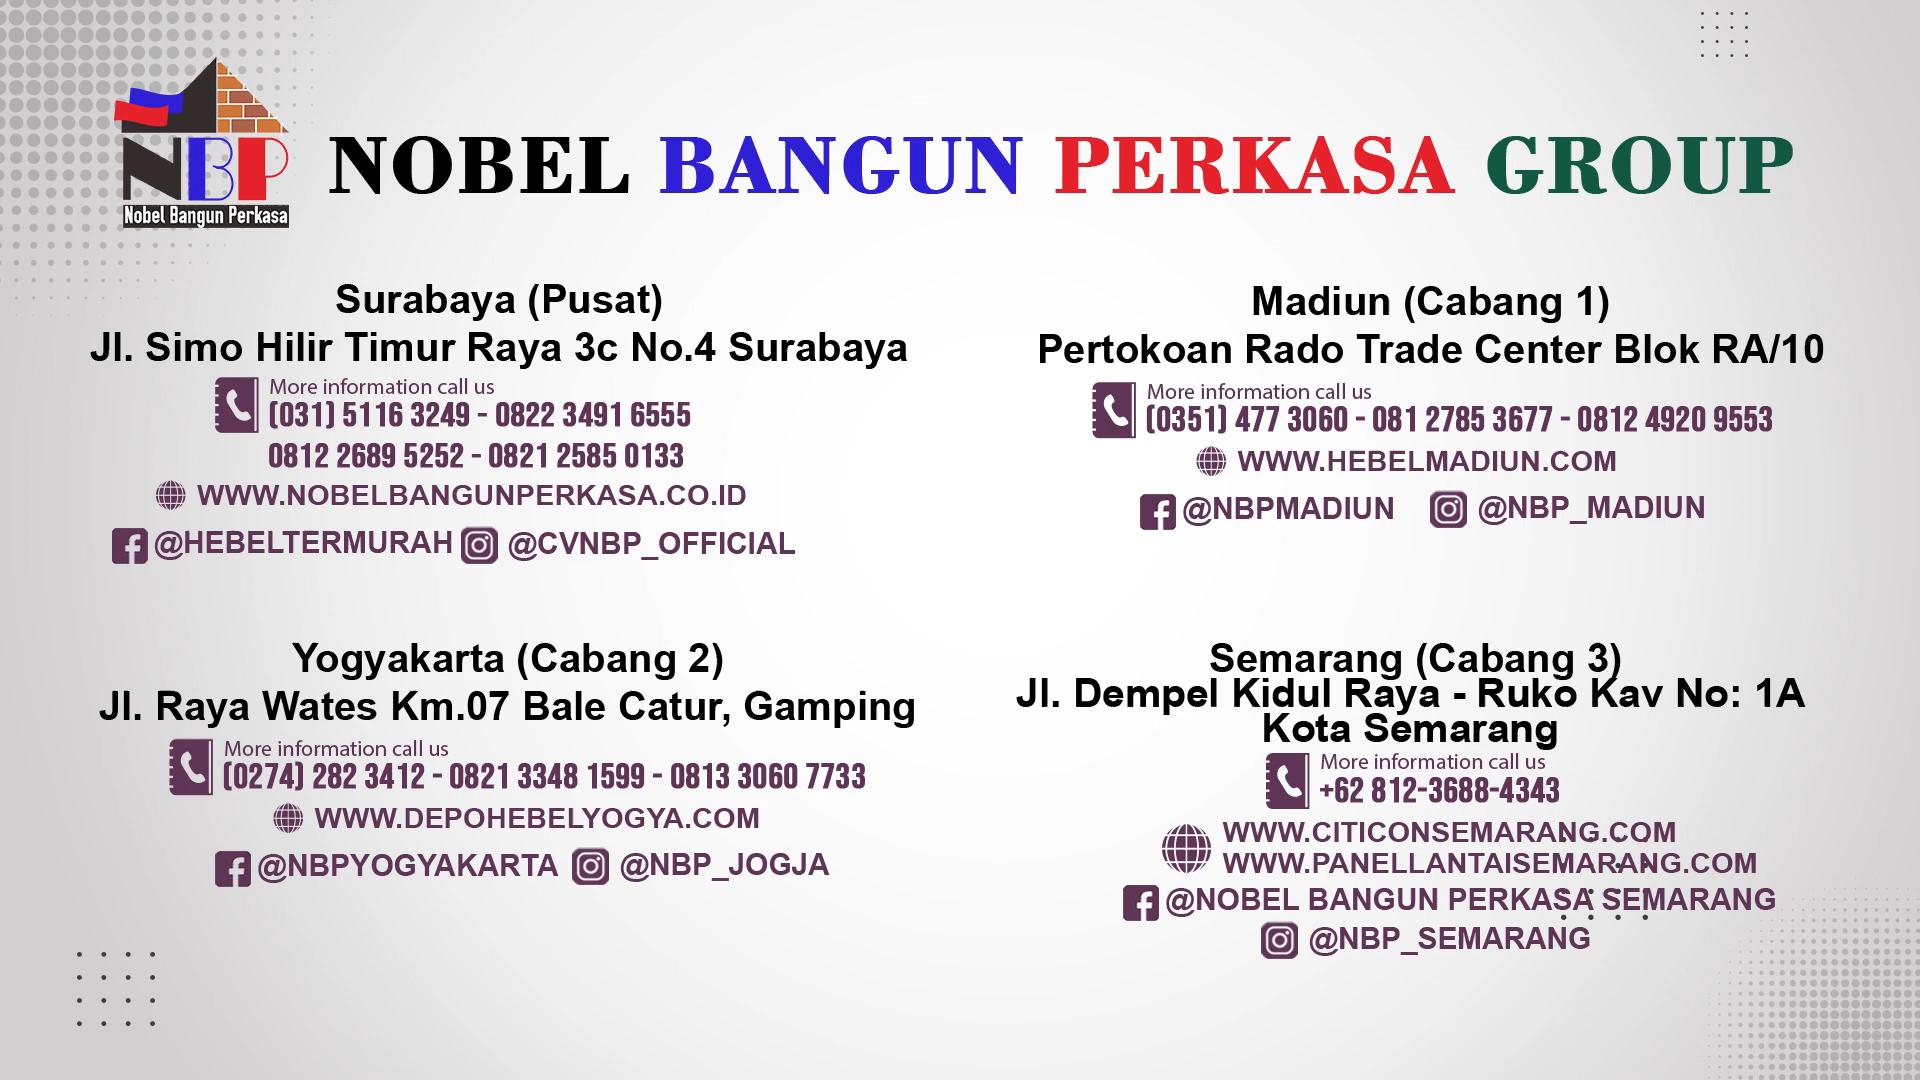 NBP
Nobel Bangun Perkasa
NOBEL BANGUN PERKASA GROUP
Surabaya (Pusat)
Jl. Simo Hilir Timur Raya 3c No.4 Surabaya
More information call us
(031) 5116 3249 - 0822 3491 6555
0812 2689 5252 - 0821 2585 0133
WWW.NOBELBANGUNPERKASA.CO.ID
@HEBELTERMURAH @CVNBP_OFFICIAL
Madiun (Cabang 1)
Pertokoan Rado Trade Center Blok RA/10
More information call us
(0351) 477 3060 - 081 2785 3677 - 0812 4920 9553
WWW.HEBELMADIUN.COM
@NBPMADIUN @NBP_MADIUN
Yogyakarta (Cabang 2)
Jl. Raya Wates Km.07 Bale Catur, Gamping
More information call us
(0274) 282 3412 - 0821 3348 1599 - 0813 3060 7733
WWW.DEPOHEBELYOGYA.COM
@NBPYOGYAKARTA @NBP_JOGJA
Semarang (Cabang 3)
Jl. Dempel Kidul Raya - Ruko Kav No: 1A
Kota Semarang
More information call us
+62 812-3688-4343
WWW.CITICONSEMARANG.COM
WWW.PANELLANTAISEMARANG.COM
@NOBEL BANGUN PERKASA SEMARANG
@NBP_SEMARANG